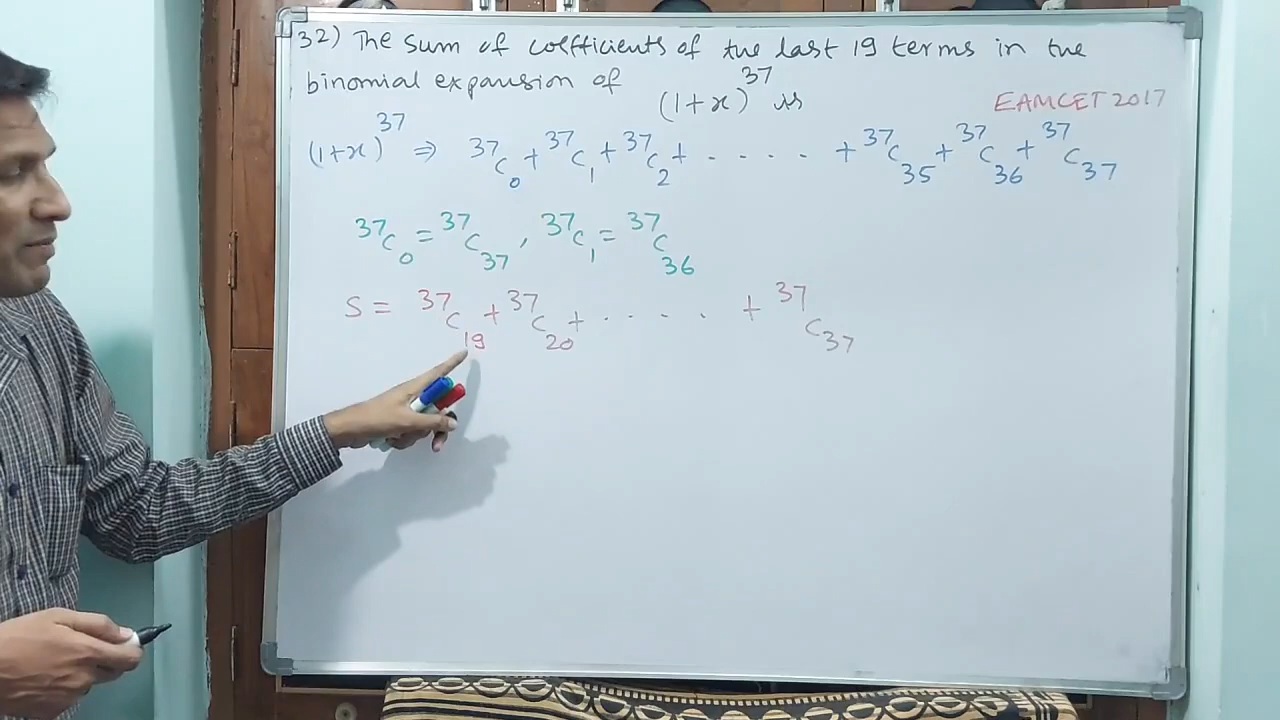 32) The sum of coefficients of the last 19 terms in the
binomial expansion of (1+x)^37 is
EAMCET 2017
(1+x)^37 ⇒ ³⁷C₀ + ³⁷C₁ + ³⁷C₂ + - . . . . + ³⁷C₃₅ + ³⁷C₃₆ + ³⁷C₃₇
³⁷C₀ = ³⁷C₃₇ , ³⁷C₁ = ³⁷C₃₆
S = ³⁷C₁₉ + ³⁷C₂₀ + . . . . . + ³⁷C₃₇